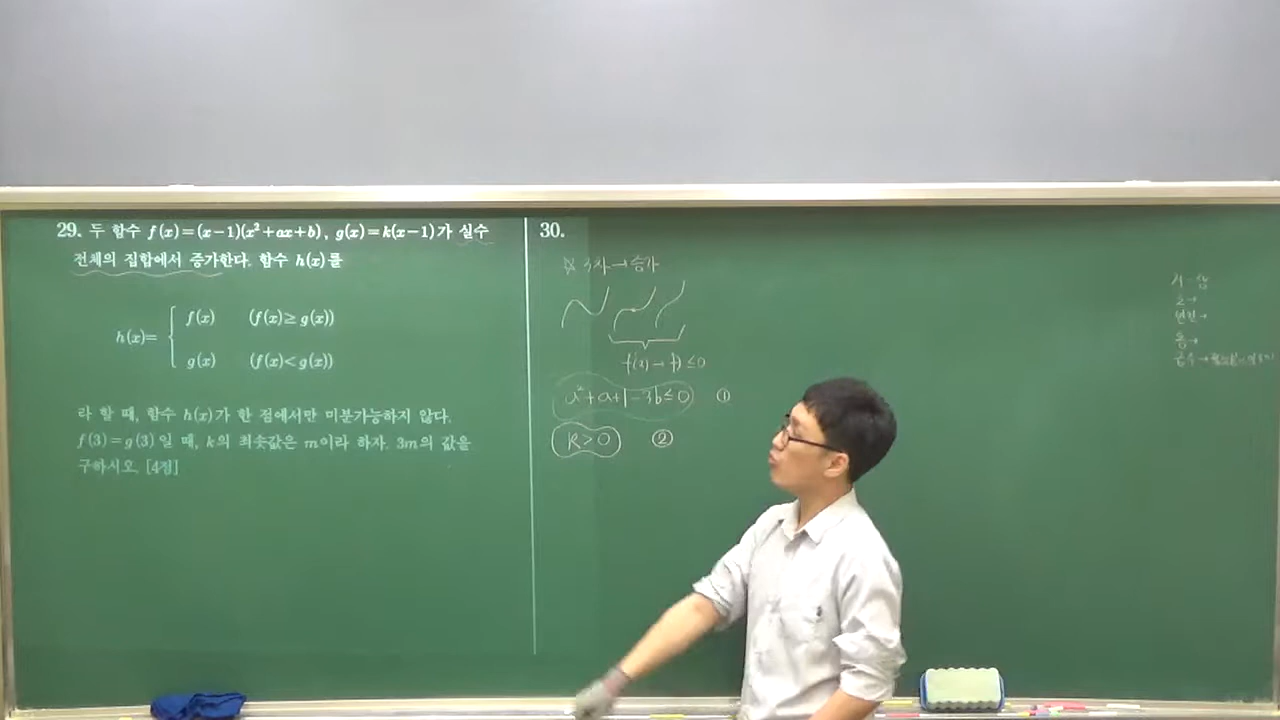 29. 두 함수 f(x)=(x-1)(x²+ax+b), g(x)=k(x-1)가 실수
전체의 집합에서 증가한다. 함수 h(x)를
h(x)= { f(x) (f(x)≥g(x))
g(x) (f(x)<g(x))
라 할 때, 함수 h(x)가 한 점에서만 미분가능하지 않다.
f(3)=g(3)일 때, k의 최솟값은 m이라 하자. 3m의 값을
구하시오. [4점]
30.
3차→증가
f'(x)→ ≤0
a²+a+1-3b≤0 ①
k>0 ②